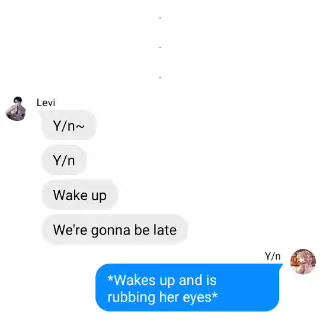 .
.
.
Levi
Y/n~
Y/n
Wake up
We're gonna be late
Y/n
*Wakes up and is
rubbing her eyes*